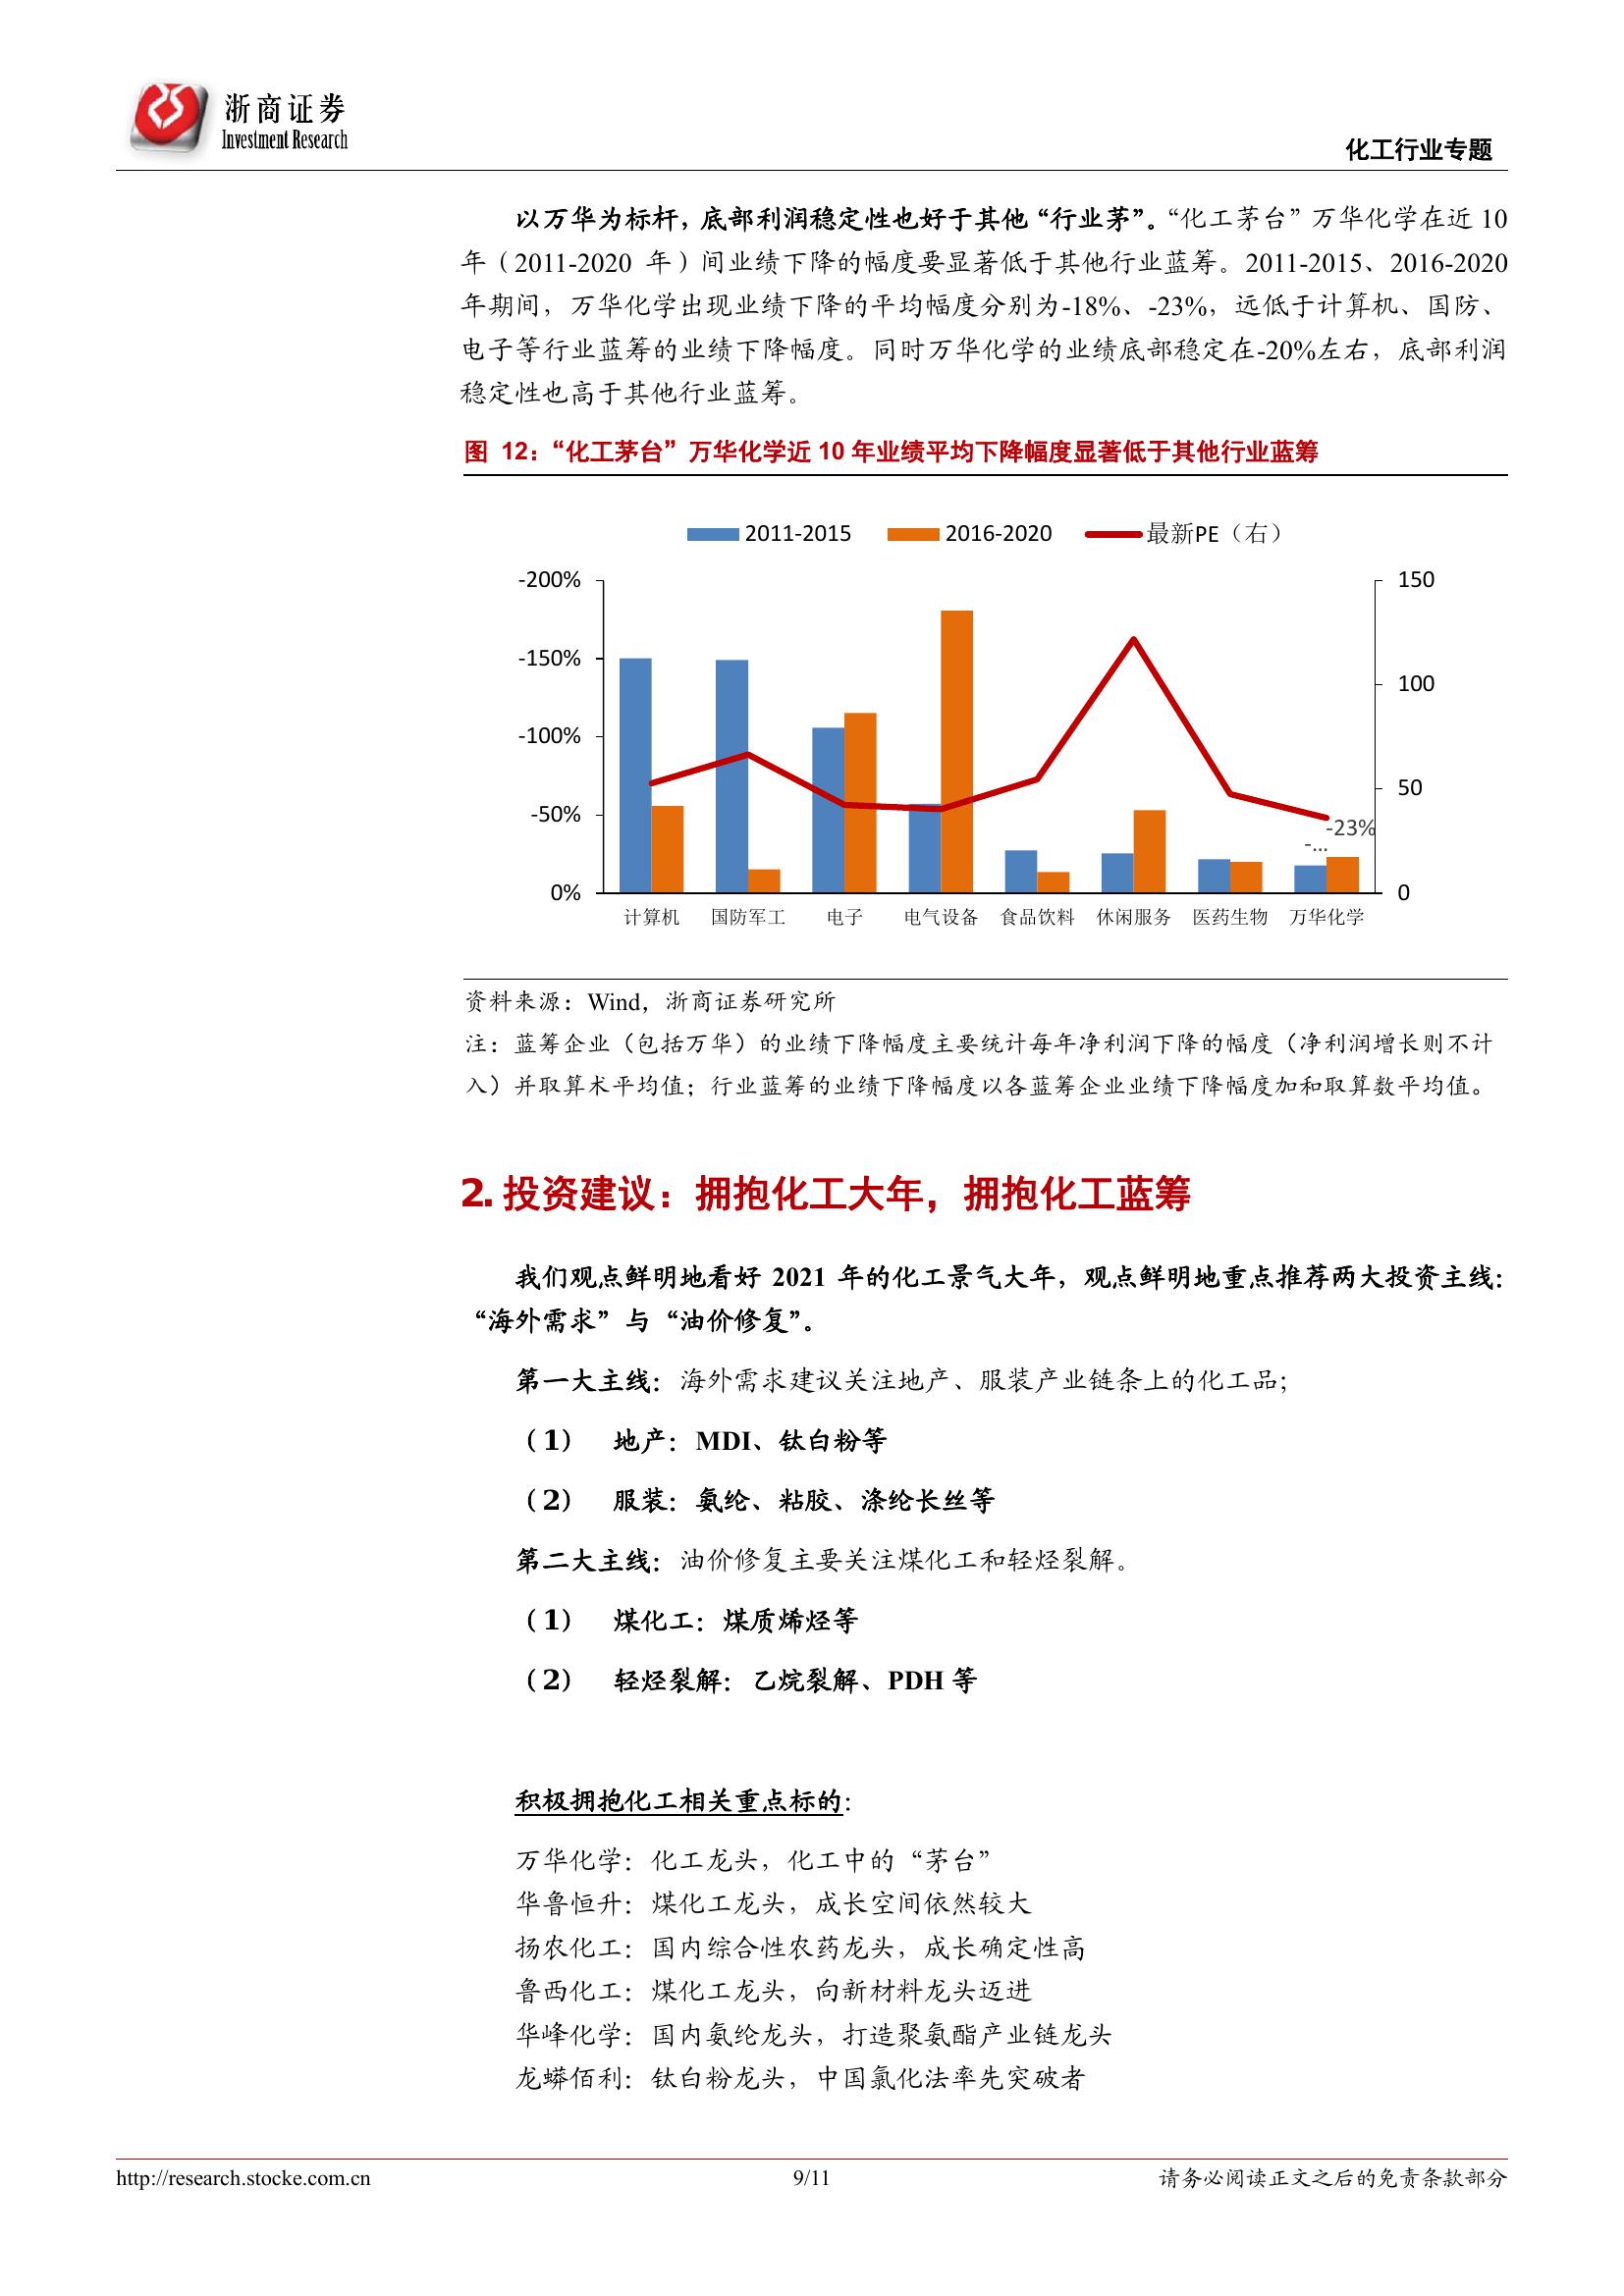 浙商证券
Investment Research
化工行业专题
以万华为标杆，底部利润稳定性也好于其他“行业茅”。“化工茅台”万华化学在近 10
年（2011-2020 年）间业绩下降的幅度要显著低于其他行业蓝筹。2011-2015、2016-2020
年期间，万华化学出现业绩下降的平均幅度分别为-18%、-23%，远低于计算机、国防、
电子等行业蓝筹的业绩下降幅度。同时万华化学的业绩底部稳定在-20%左右，底部利润
稳定性也高于其他行业蓝筹。
图 12：“化工茅台”万华化学近 10 年业绩平均下降幅度显著低于其他行业蓝筹
2011-2015 2016-2020 最新PE（右）
-200% 150
-150%
100
-100%
-50% 50
-23%
-...
0% 0
计算机 国防军工 电子 电气设备 食品饮料 休闲服务 医药生物 万华化学
资料来源：Wind，浙商证券研究所
注：蓝筹企业（包括万华）的业绩下降幅度主要统计每年净利润下降的幅度（净利润增长则不计
入）并取算术平均值；行业蓝筹的业绩下降幅度以各蓝筹企业业绩下降幅度加和取算数平均值。
2. 投资建议：拥抱化工大年，拥抱化工蓝筹
我们观点鲜明地看好 2021 年的化工景气大年，观点鲜明地重点推荐两大投资主线：
“海外需求”与“油价修复”。
第一大主线：海外需求建议关注地产、服装产业链条上的化工品；
（1） 地产：MDI、钛白粉等
（2） 服装：氨纶、粘胶、涤纶长丝等
第二大主线：油价修复主要关注煤化工和轻烃裂解。
（1） 煤化工：煤质烯烃等
（2） 轻烃裂解：乙烷裂解、PDH 等
积极拥抱化工相关重点标的：
万华化学：化工龙头，化工中的“茅台”
华鲁恒升：煤化工龙头，成长空间依然较大
扬农化工：国内综合性农药龙头，成长确定性高
鲁西化工：煤化工龙头，向新材料龙头迈进
华峰化学：国内氨纶龙头，打造聚氨酯产业链龙头
龙蟒佰利：钛白粉龙头，中国氯化法率先突破者
http://research.stocke.com.cn 9/11 请务必阅读正文之后的免责条款部分